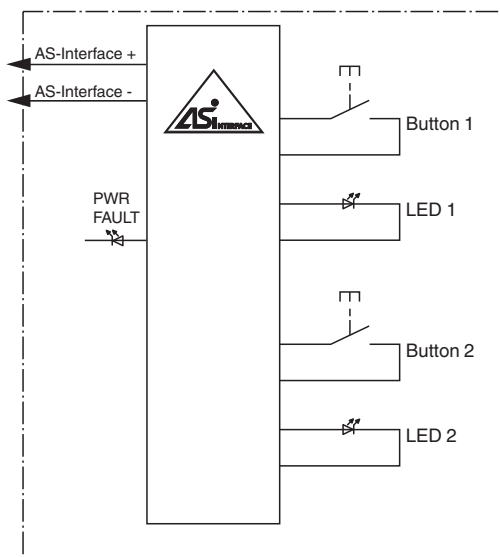 AS-Interface +
AS-Interface -
ASI INTERFACE
Button 1
PWR
FAULT
LED 1
Button 2
LED 2